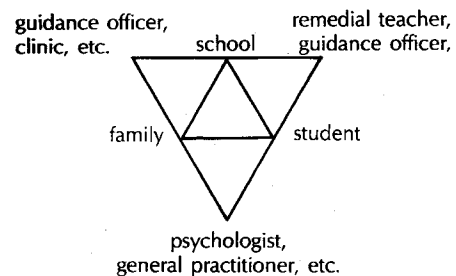 guidance officer,
clinic, etc.
school
remedial teacher,
guidance officer,
family
student
psychologist,
general practitioner, etc.